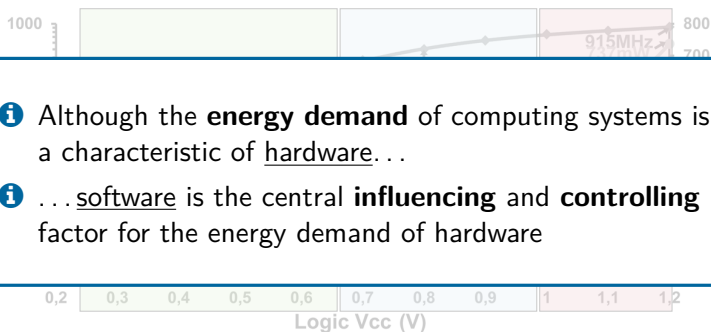 1000
800
915MHz
737mW
700
Although the energy demand of computing systems is
a characteristic of hardware...
...software is the central influencing and controlling
factor for the energy demand of hardware
0,2 0,3 0,4 0,5 0,6 0,7 0,8 0,9 1 1,1 1,2
Logic Vcc (V)